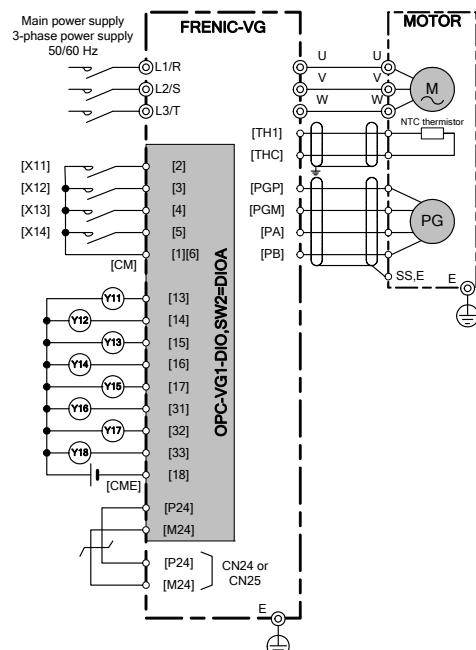 Main power supply
3-phase power supply
50/60 Hz
FRENIC-VG
MOTOR
L1/R
L2/S
L3/T
U
U
V
V
W
W
M
NTC thermistor
[TH1]
[THC]
[X11]
[2]
[X12]
[3]
[X13]
[4]
[X14]
[5]
[CM]
[1][6]
[PGP]
[PGM]
[PA]
[PB]
PG
SS,E
E
OPC-VG1-DIO,SW2=DIOA
Y11
[13]
Y12
[14]
Y13
[15]
Y14
[16]
Y15
[17]
Y16
[31]
Y17
[32]
Y18
[33]
[CME]
[18]
[P24]
[M24]
[P24]
[M24]
CN24 or
CN25
E